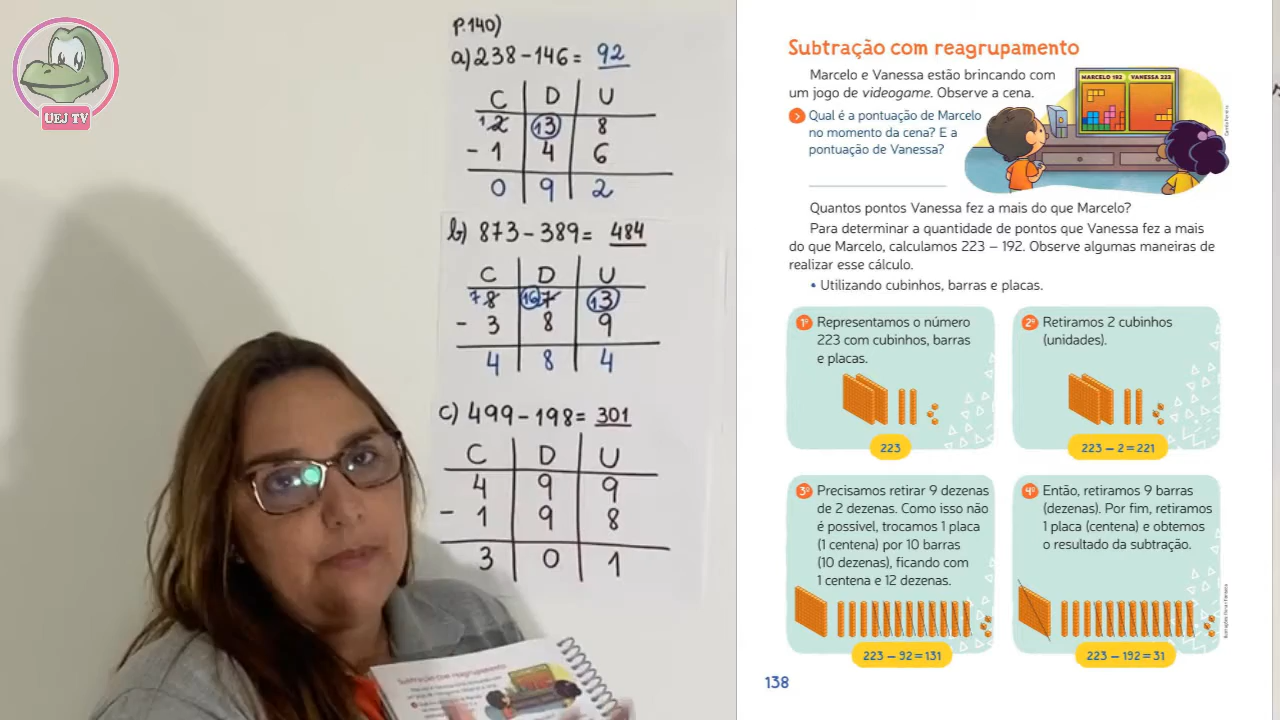 UEJ TV
p.140)
a) 238 - 146 = 92
C D U
12 13 8
- 1 4 6
0 9 2
b) 873 - 389 = 484
C D U
78 167 13
- 3 8 9
4 8 4
c) 499 - 198 = 301
C D U
4 9 9
- 1 9 8
3 0 1
Subtração com reagrupamento
Subtração com reagrupamento
Marcelo e Vanessa estão brincando com
um jogo de videogame. Observe a cena.
Qual é a pontuação de Marcelo
no momento da cena? E a
pontuação de Vanessa?
MARCELO 192 VANESSA 223
Quantos pontos Vanessa fez a mais do que Marcelo?
Para determinar a quantidade de pontos que Vanessa fez a mais
do que Marcelo, calculamos 223 – 192. Observe algumas maneiras de
realizar esse cálculo.
• Utilizando cubinhos, barras e placas.
1º Representamos o número
223 com cubinhos, barras
e placas.
223
2º Retiramos 2 cubinhos
(unidades).
223 – 2 = 221
3º Precisamos retirar 9 dezenas
de 2 dezenas. Como isso não
é possível, trocamos 1 placa
(1 centena) por 10 barras
(10 dezenas), ficando com
1 centena e 12 dezenas.
223 – 92 = 131
4º Então, retiramos 9 barras
(dezenas). Por fim, retiramos
1 placa (centena) e obtemos
o resultado da subtração.
223 – 192 = 31
138